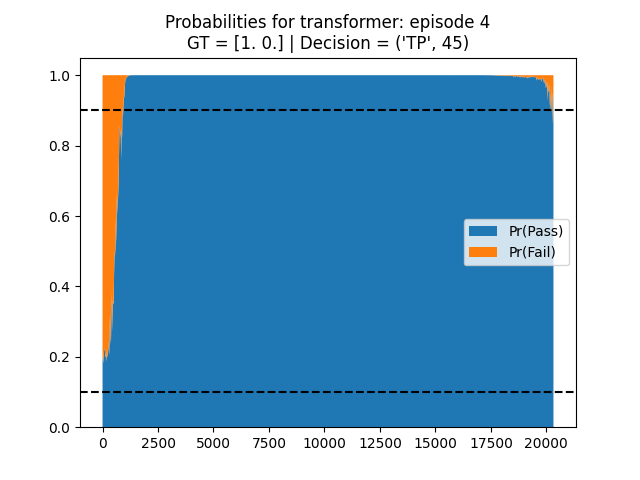 Probabilities for transformer: episode 4
GT = [1. 0.] | Decision = ('TP', 45)
1.0
0.8
0.6
0.4
0.2
0.0
Pr(Pass)
Pr(Fail)
0 2500 5000 7500 10000 12500 15000 17500 20000